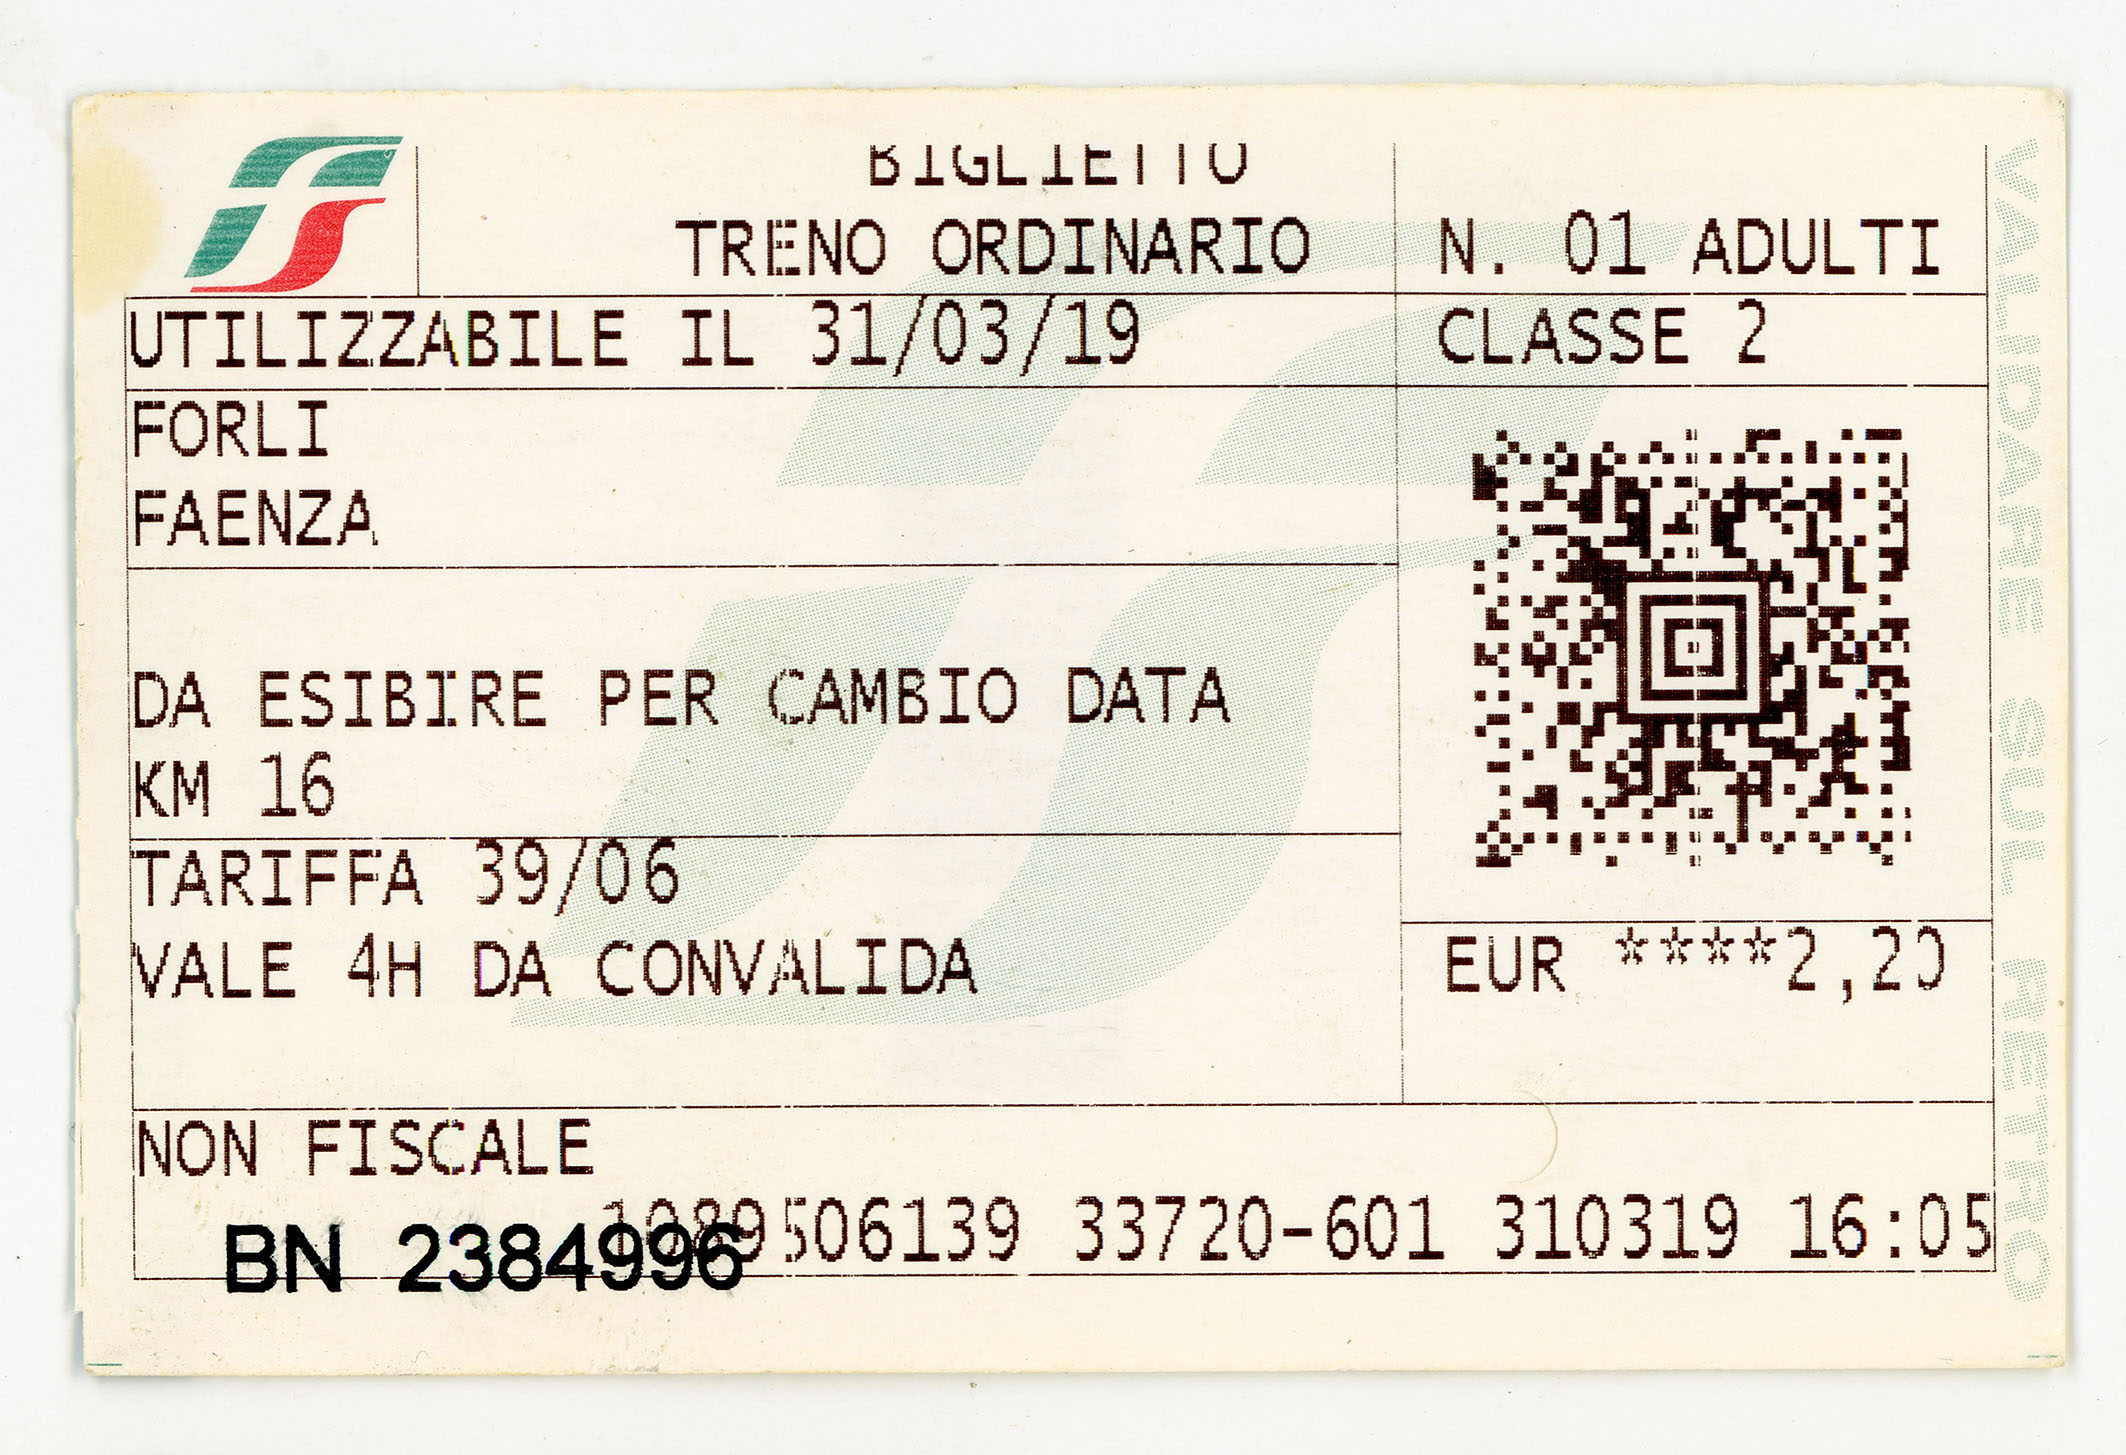 BIGLIETTO
TRENO ORDINARIO
N. 01 ADULTI
UTILIZZABILE IL 31/03/19
CLASSE 2
FORLI
FAENZA
DA ESIBIRE PER CAMBIO DATA
KM 16
TARIFFA 39/06
VALE 4H DA CONVALIDA
EUR ****2,20
NON FISCALE
1089506139 33720-601 310319 16:05
BN 2384996
VALIDARE SUL RETRO